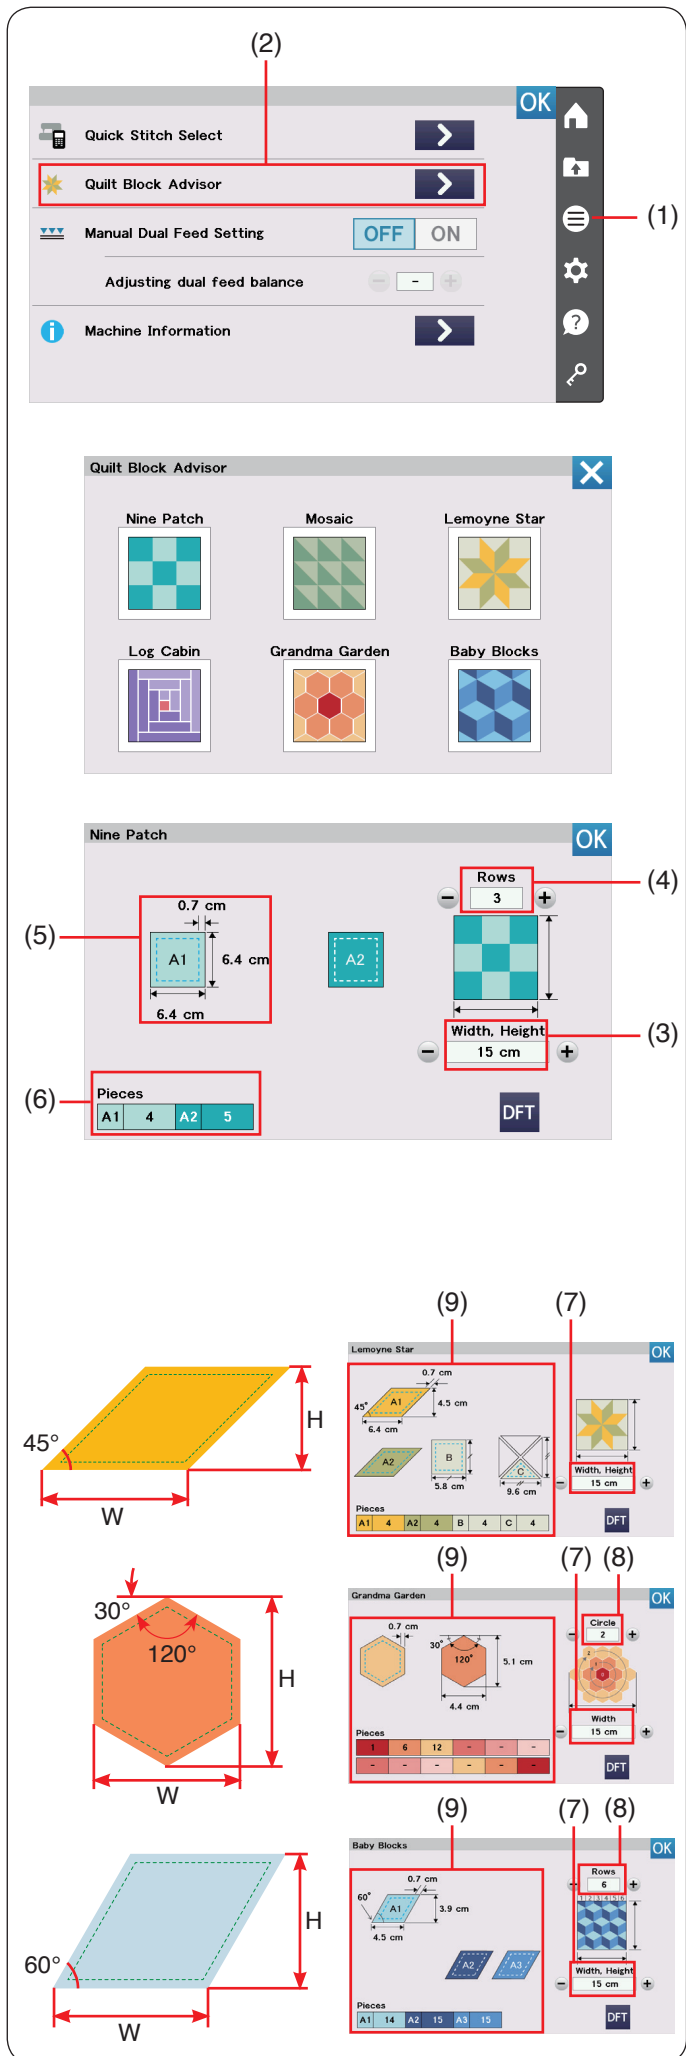 (2)
OK
Quick Stitch Select
Quilt Block Advisor
(1)
Manual Dual Feed Setting OFF ON
Adjusting dual feed balance − - +
i Machine Information
?
Quilt Block Advisor X
Nine Patch Mosaic Lemoyne Star
Log Cabin Grandma Garden Baby Blocks
Nine Patch OK
Rows
(4)
− 3 +
0.7 cm
(5)
A1 6.4 cm A2
6.4 cm
Width, Height
(3)
− 15 cm +
Pieces
(6)
A1 4 A2 5
DFT
(9) (7)
Lemoyne Star OK
0.7 cm
45° A1 4.5 cm
6.4 cm
A2 B C
5.8 cm 9.6 cm
Width, Height
− 15 cm +
Pieces
A1 4 A2 4 B 4 C 4
DFT
45° H
W
(9) (7) (8)
Grandma Garden OK
Circle
− 2 +
0.7 cm
30°
120° 5.1 cm
4.4 cm
Width
− 15 cm +
Pieces
1 6 12 - - -
- - - - - -
DFT
30°
120° H
W
(9) (7) (8)
Baby Blocks OK
Rows
− 6 +
1 2 3 4 5 6
0.7 cm
60° A1 3.9 cm
4.5 cm
A2 A3
Width, Height
− 15 cm +
Pieces
A1 14 A2 15 A3 15
DFT
60° H
W